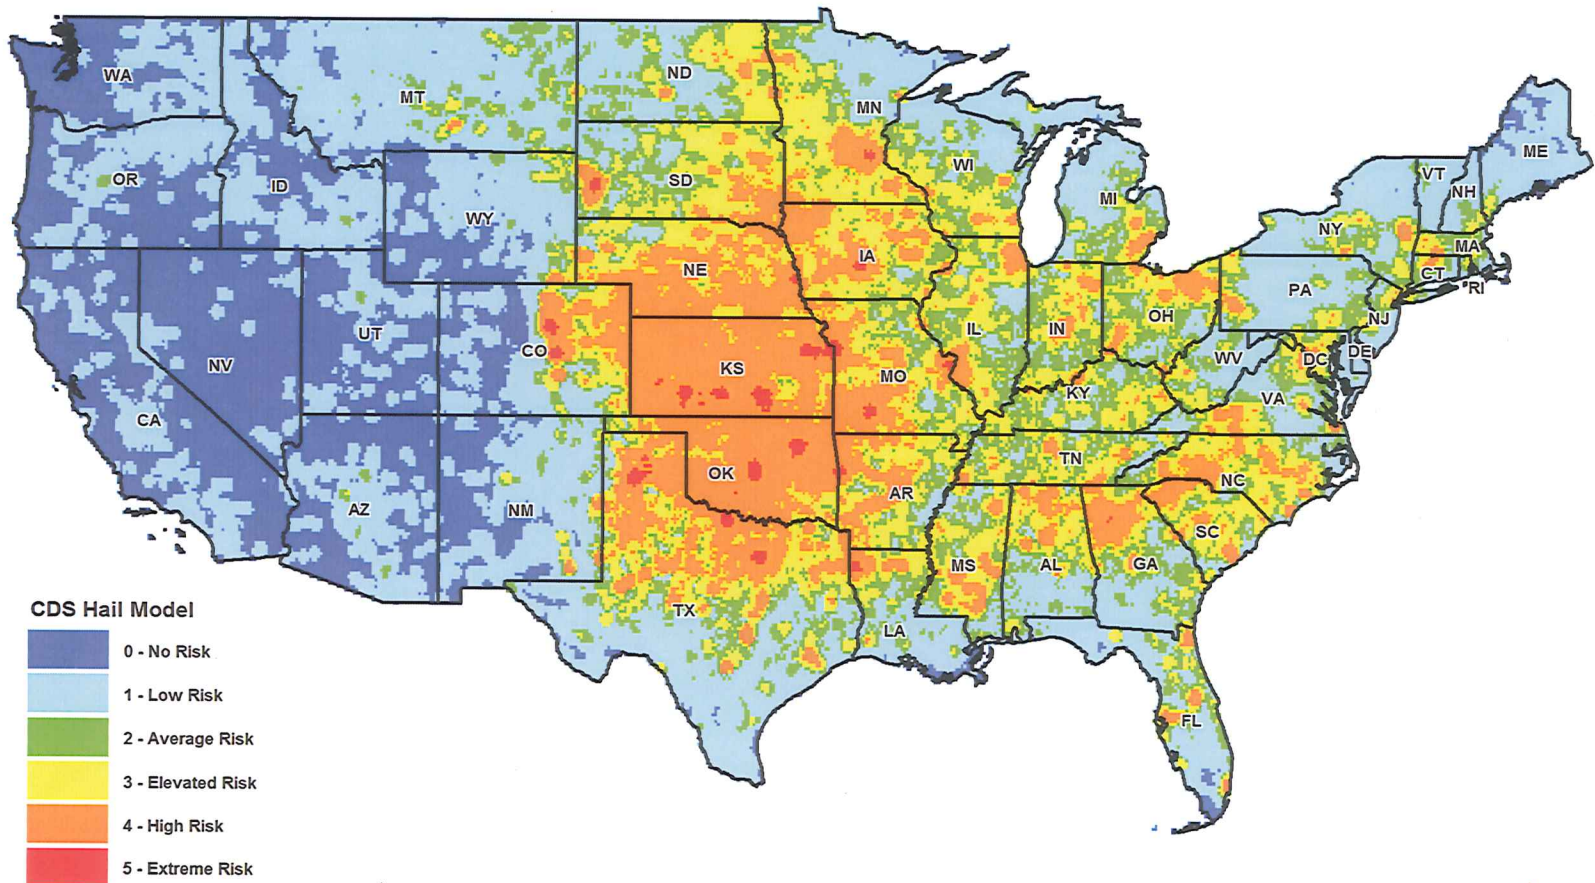 WA
MT
ND
MN
ME
OR
ID
SD
WI
VT
NH
MI
WY
NY
MA
CT
RI
NE
IA
PA
NJ
IL
IN
OH
UT
CO
NV
KS
MO
WV
DC
DE
VA
KY
CA
TN
OK
AR
NC
AZ
NM
SC
MS
AL
GA
TX
LA
FL
CDS Hail Model
0 - No Risk
1 - Low Risk
2 - Average Risk
3 - Elevated Risk
4 - High Risk
5 - Extreme Risk